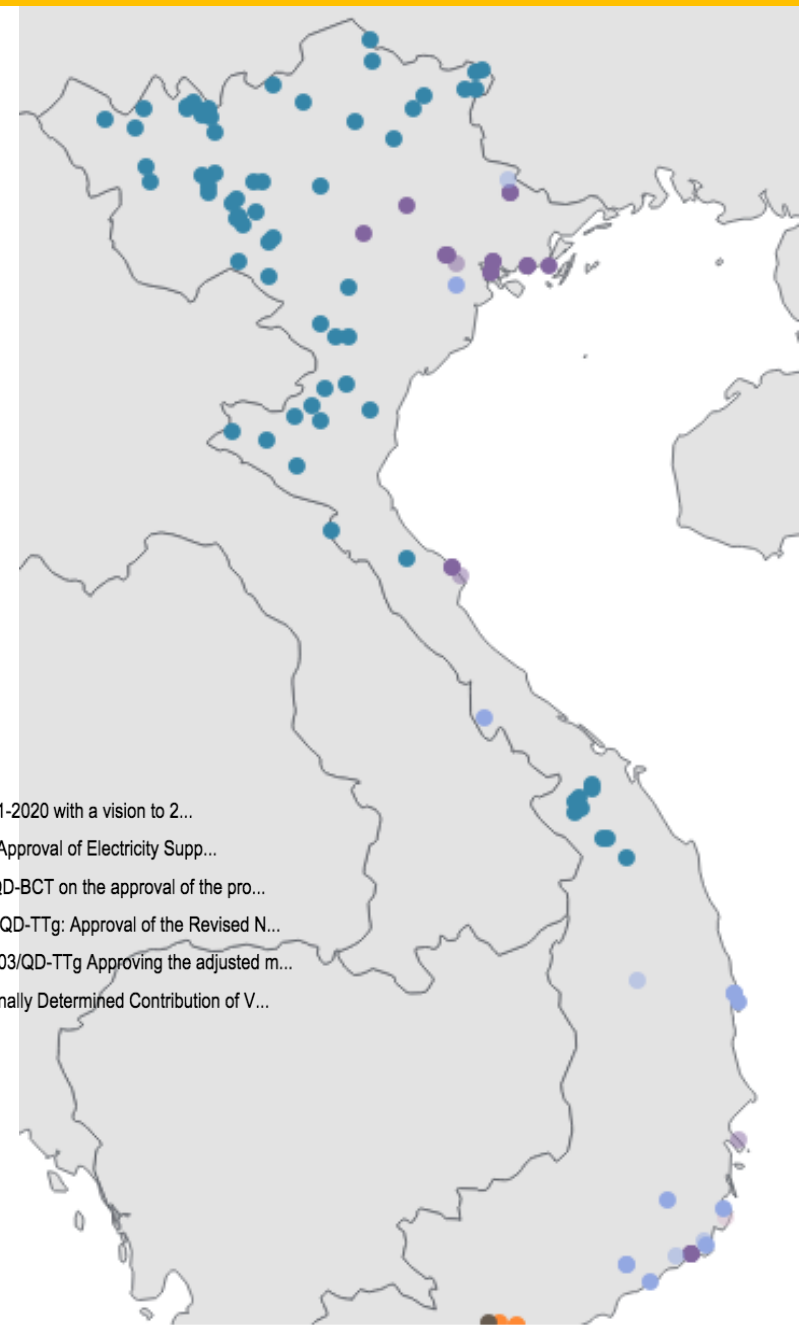 1-2020 with a vision to 2...
Approval of Electricity Supp...
QD-BCT on the approval of the pro...
QD-TTg: Approval of the Revised N...
03/QD-TTg Approving the adjusted m...
nally Determined Contribution of V...